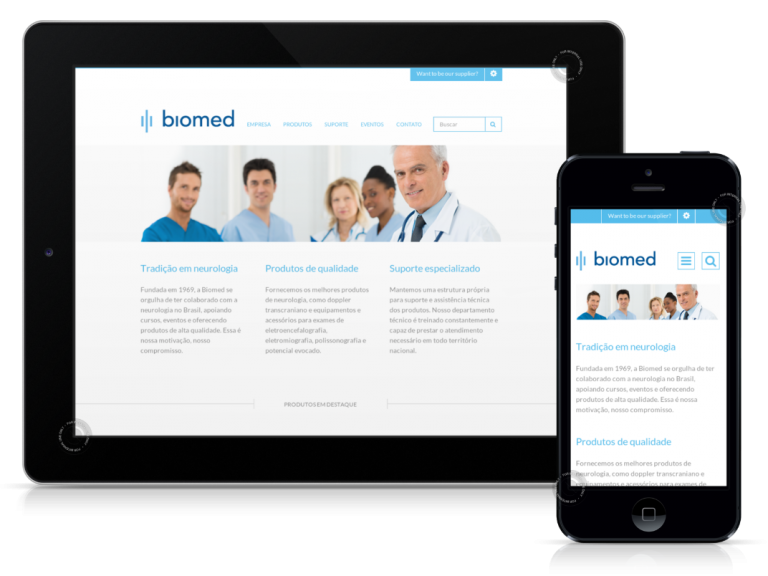 Want to be our supplier?
biomed
EMPRESA PRODUTOS SUPORTE EVENTOS CONTATO Buscar
Tradição em neurologia
Fundada em 1969, a Biomed se
orgulha de ter colaborado com a
neurologia no Brasil, apoiando
cursos, eventos e oferecendo
produtos de alta qualidade. Essa é
nossa motivação, nosso
compromisso.
Produtos de qualidade
Fornecemos os melhores produtos
de neurologia, como doppler
transcraniano e equipamentos e
acessórios para exames de
eletroencefalografia,
eletromiografia, polissonografia e
potencial evocado.
Suporte especializado
Mantemos uma estrutura própria
para suporte e assistência técnica
dos produtos. Nosso departamento
técnico é treinado constantemente e
capaz de prestar o atendimento
necessário em todo território
nacional.
PRODUTOS EM DESTAQUE
Want to be our supplier?
biomed
Tradição em neurologia
Fundada em 1969, a Biomed se orgulha de ter
colaborado com a neurologia no Brasil, apoiando
cursos, eventos e oferecendo
produtos de alta qualidade. Essa é nossa
motivação, nosso compromisso.
Produtos de qualidade
Fornecemos os melhores produtos de
neurologia, como doppler transcraniano e
equipamentos e acessórios para exames de